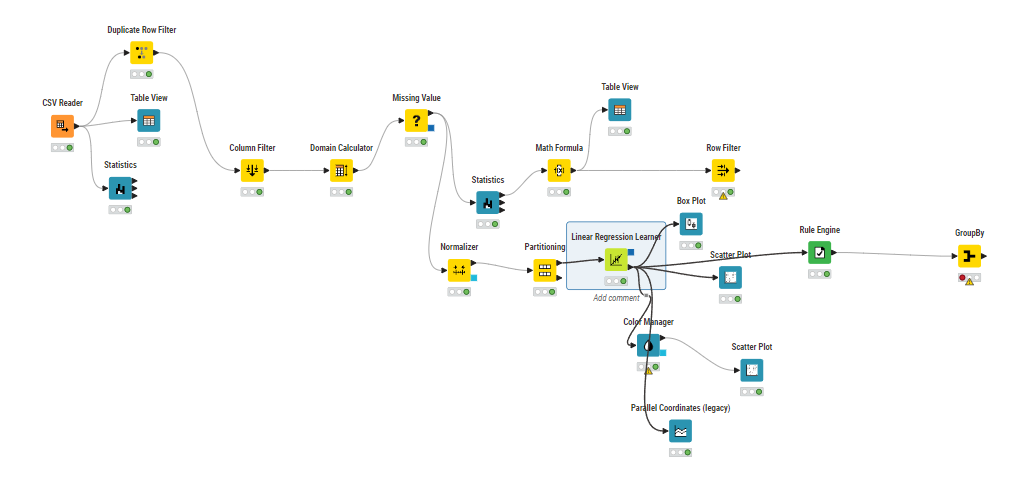 Duplicate Row Filter
CSV Reader
Table View
Statistics
Column Filter
Domain Calculator
Missing Value
?
Table View
Statistics
Math Formula
Row Filter
Box Plot
Normalizer
Partitioning
Linear Regression Learner
Scatter Plot
Rule Engine
GroupBy
Add comment
Color Manager
Scatter Plot
Parallel Coordinates (legacy)